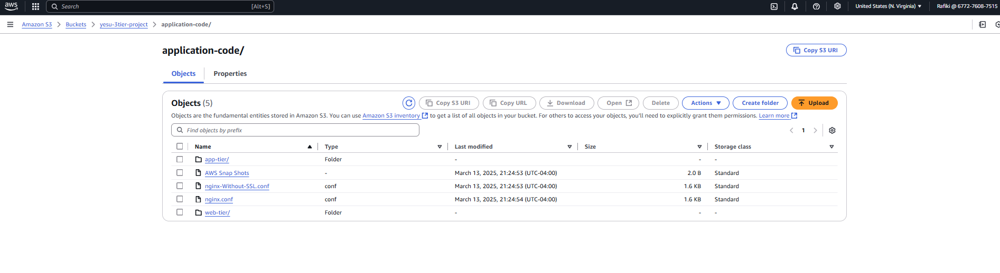 aws Search [Alt+S] United States (N. Virginia) Rafiki @ 6772-7608-7515
Amazon S3 Buckets yesu-3tier-project application-code/
application-code/ Copy S3 URI
Objects Properties
Objects (5) Copy S3 URI Copy URL Download Open Delete Actions Create folder Upload
Objects are the fundamental entities stored in Amazon S3. You can use Amazon S3 inventory to get a list of all objects in your bucket. For others to access your objects, you'll need to explicitly grant them permissions. Learn more
Find objects by prefix 1
Name Type Last modified Size Storage class
app-tier/ Folder - - -
AWS Snap Shots - March 13, 2025, 21:24:53 (UTC-04:00) 2.0 B Standard
nginx-Without-SSL.conf conf March 13, 2025, 21:24:53 (UTC-04:00) 1.6 KB Standard
nginx.conf conf March 13, 2025, 21:24:54 (UTC-04:00) 1.6 KB Standard
web-tier/ Folder - - -